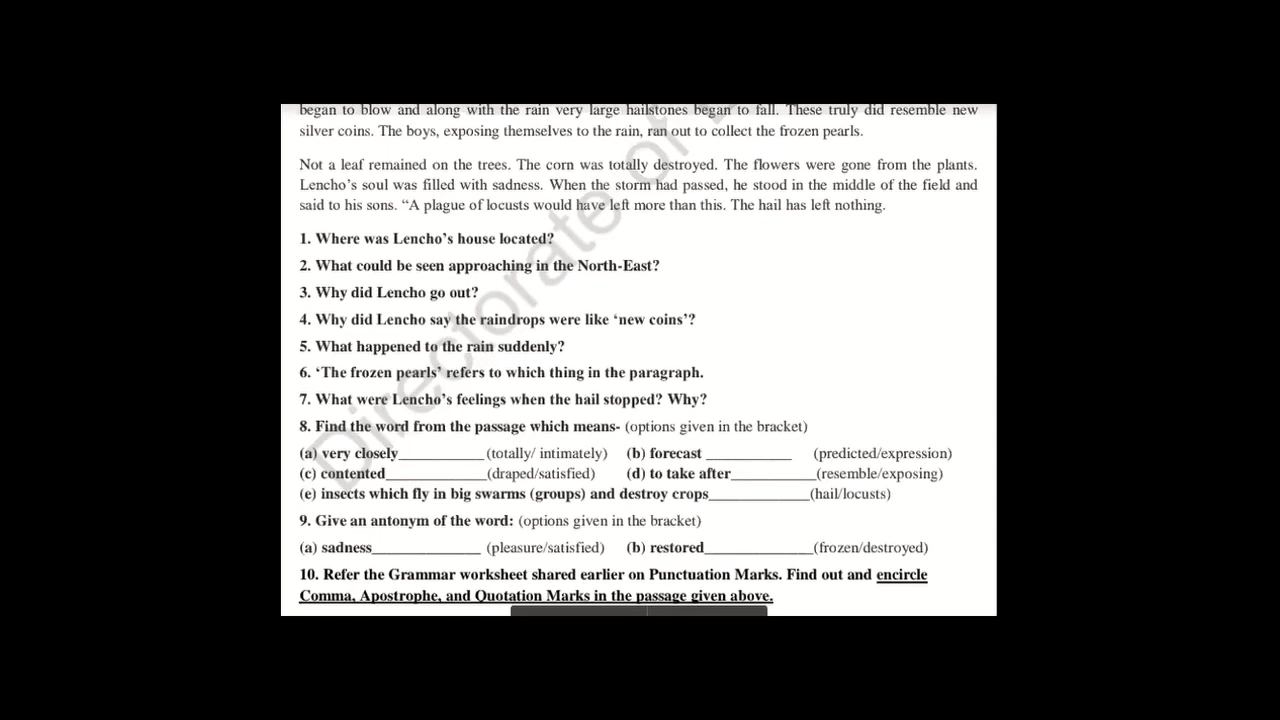 began to blow and along with the rain very large hailstones began to fall. These truly did resemble new
silver coins. The boys, exposing themselves to the rain, ran out to collect the frozen pearls.
Not a leaf remained on the trees. The corn was totally destroyed. The flowers were gone from the plants.
Lencho’s soul was filled with sadness. When the storm had passed, he stood in the middle of the field and
said to his sons. “A plague of locusts would have left more than this. The hail has left nothing.
1. Where was Lencho’s house located?
2. What could be seen approaching in the North-East?
3. Why did Lencho go out?
4. Why did Lencho say the raindrops were like ‘new coins’?
5. What happened to the rain suddenly?
6. ‘The frozen pearls’ refers to which thing in the paragraph.
7. What were Lencho’s feelings when the hail stopped? Why?
8. Find the word from the passage which means- (options given in the bracket)
(a) very closely___________(totally/ intimately) (b) forecast ___________ (predicted/expression)
(c) contented_____________(draped/satisfied) (d) to take after___________(resemble/exposing)
(e) insects which fly in big swarms (groups) and destroy crops_____________(hail/locusts)
9. Give an antonym of the word: (options given in the bracket)
(a) sadness______________ (pleasure/satisfied) (b) restored______________(frozen/destroyed)
10. Refer the Grammar worksheet shared earlier on Punctuation Marks. Find out and encircle
Comma, Apostrophe, and Quotation Marks in the passage given above.
Directorate of